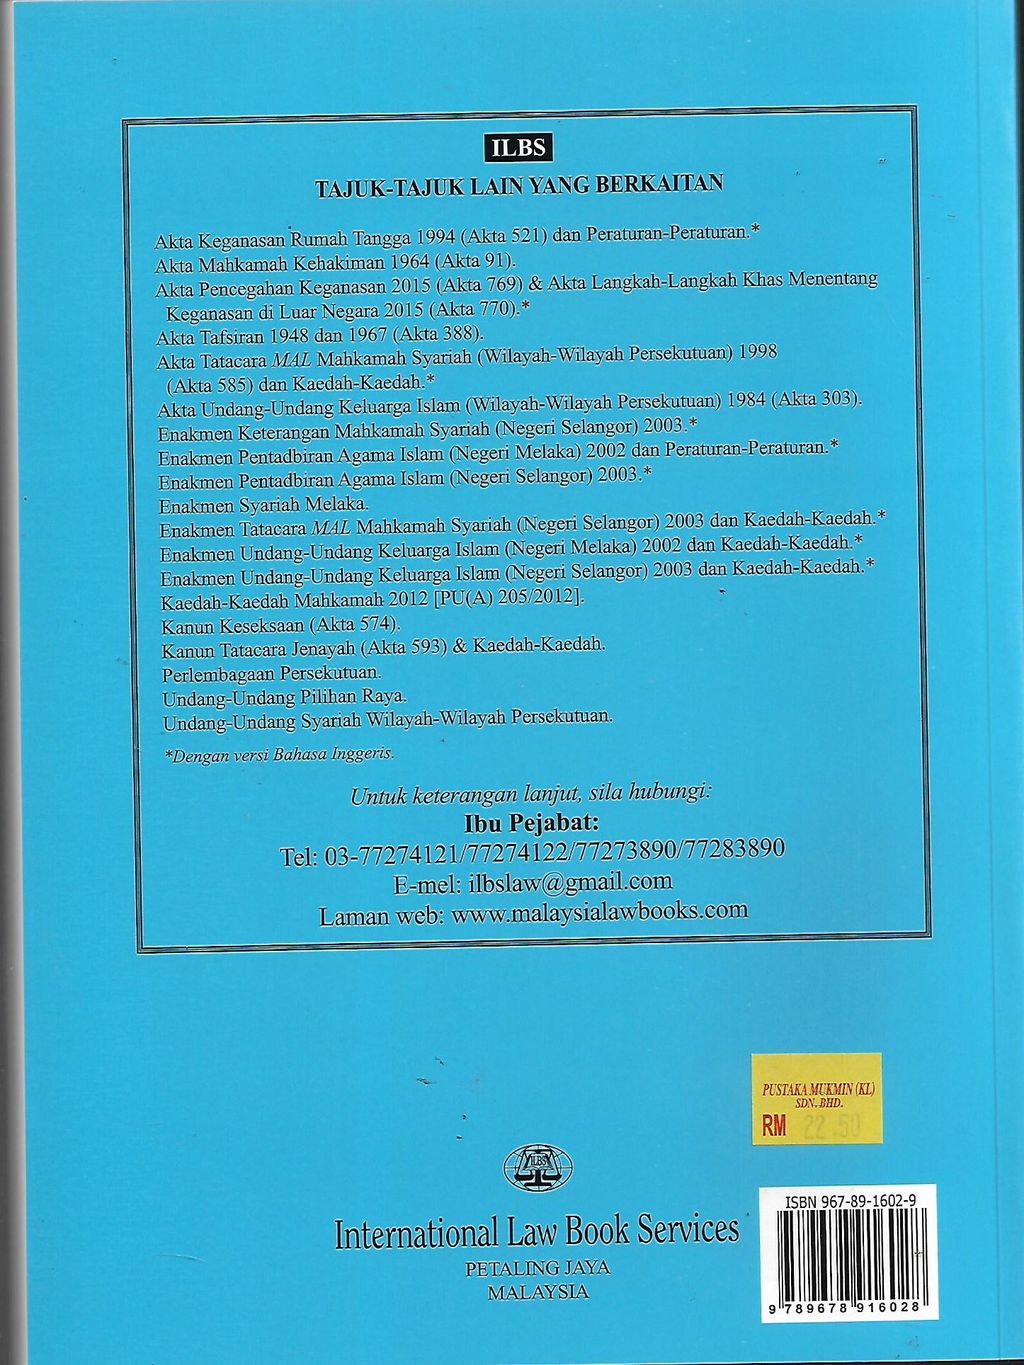 ILBS
TAJUK-TAJUK LAIN YANG BERKAITAN
Akta Keganasan Rumah Tangga 1994 (Akta 521) dan Peraturan-Peraturan.*
Akta Mahkamah Kehakiman 1964 (Akta 91).
Akta Pencegahan Keganasan 2015 (Akta 769) & Akta Langkah-Langkah Khas Menentang
Keganasan di Luar Negara 2015 (Akta 770).*
Akta Tafsiran 1948 dan 1967 (Akta 388).
Akta Tatacara MAL Mahkamah Syariah (Wilayah-Wilayah Persekutuan) 1998
(Akta 585) dan Kaedah-Kaedah.*
Akta Undang-Undang Keluarga Islam (Wilayah-Wilayah Persekutuan) 1984 (Akta 303).
Enakmen Keterangan Mahkamah Syariah (Negeri Selangor) 2003.*
Enakmen Pentadbiran Agama Islam (Negeri Melaka) 2002 dan Peraturan-Peraturan.*
Enakmen Pentadbiran Agama Islam (Negeri Selangor) 2003.*
Enakmen Syariah Melaka.
Enakmen Tatacara MAL Mahkamah Syariah (Negeri Selangor) 2003 dan Kaedah-Kaedah.*
Enakmen Undang-Undang Keluarga Islam (Negeri Melaka) 2002 dan Kaedah-Kaedah.*
Enakmen Undang-Undang Keluarga Islam (Negeri Selangor) 2003 dan Kaedah-Kaedah.*
Kaedah-Kaedah Mahkamah 2012 [PU(A) 205/2012].
Kanun Keseksaan (Akta 574).
Kanun Tatacara Jenayah (Akta 593) & Kaedah-Kaedah.
Perlembagaan Persekutuan.
Undang-Undang Pilihan Raya.
Undang-Undang Syariah Wilayah-Wilayah Persekutuan.
*Dengan versi Bahasa Inggeris.
Untuk keterangan lanjut, sila hubungi:
Ibu Pejabat:
Tel: 03-77274121/77274122/77273890/77283890
E-mel: ilbslaw@gmail.com
Laman web: www.malaysialawbooks.com
PUSTAKA MUKMIN (KL)
SDN. BHD.
RM 22.50
ILBS
International Law Book Services
PETALING JAYA
MALAYSIA
ISBN 967-89-1602-9
9 789678 916028